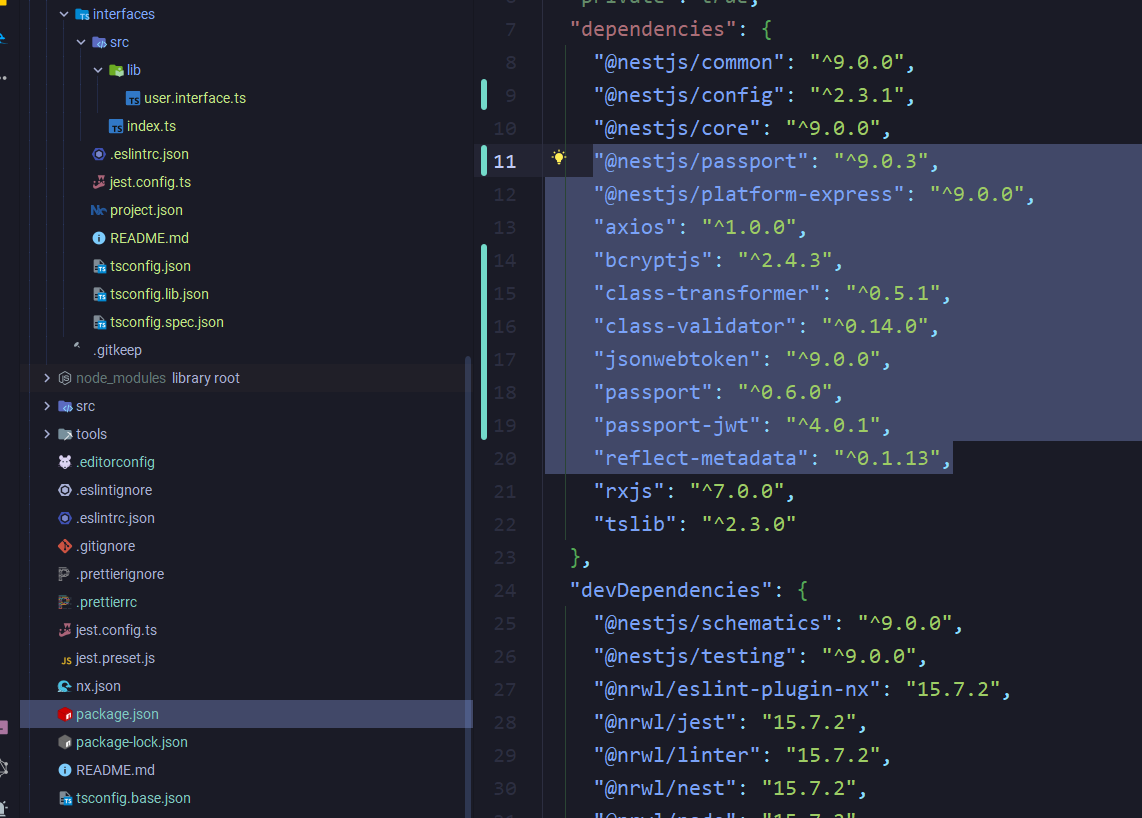 interfaces
src
lib
user.interface.ts
index.ts
.eslintrc.json
jest.config.ts
project.json
README.md
tsconfig.json
tsconfig.lib.json
tsconfig.spec.json
.gitkeep
node_modules library root
src
tools
.editorconfig
.eslintignore
.eslintrc.json
.gitignore
.prettierignore
.prettierrc
jest.config.ts
jest.preset.js
nx.json
package.json
package-lock.json
README.md
tsconfig.base.json
7 "dependencies": {
8 "@nestjs/common": "^9.0.0",
9 "@nestjs/config": "^2.3.1",
10 "@nestjs/core": "^9.0.0",
11 "@nestjs/passport": "^9.0.3",
12 "@nestjs/platform-express": "^9.0.0",
13 "axios": "^1.0.0",
14 "bcryptjs": "^2.4.3",
15 "class-transformer": "^0.5.1",
16 "class-validator": "^0.14.0",
17 "jsonwebtoken": "^9.0.0",
18 "passport": "^0.6.0",
19 "passport-jwt": "^4.0.1",
20 "reflect-metadata": "^0.1.13",
21 "rxjs": "^7.0.0",
22 "tslib": "^2.3.0"
23 },
24 "devDependencies": {
25 "@nestjs/schematics": "^9.0.0",
26 "@nestjs/testing": "^9.0.0",
27 "@nrwl/eslint-plugin-nx": "15.7.2",
28 "@nrwl/jest": "15.7.2",
29 "@nrwl/linter": "15.7.2",
30 "@nrwl/nest": "15.7.2",